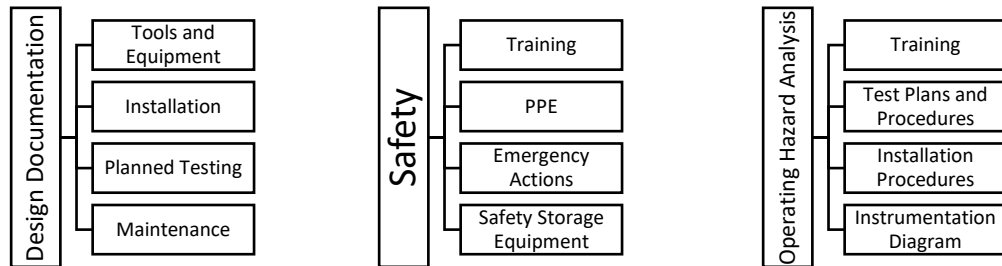 Design Documentation
Tools and
Equipment
Installation
Planned Testing
Maintenance
Safety
Training
PPE
Emergency
Actions
Safety Storage
Equipment
Operating Hazard Analysis
Training
Test Plans and
Procedures
Installation
Procedures
Instrumentation
Diagram